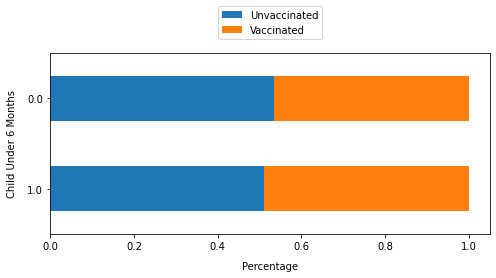 Unvaccinated
Vaccinated
Child Under 6 Months
0.0
1.0
0.0 0.2 0.4 0.6 0.8 1.0
Percentage